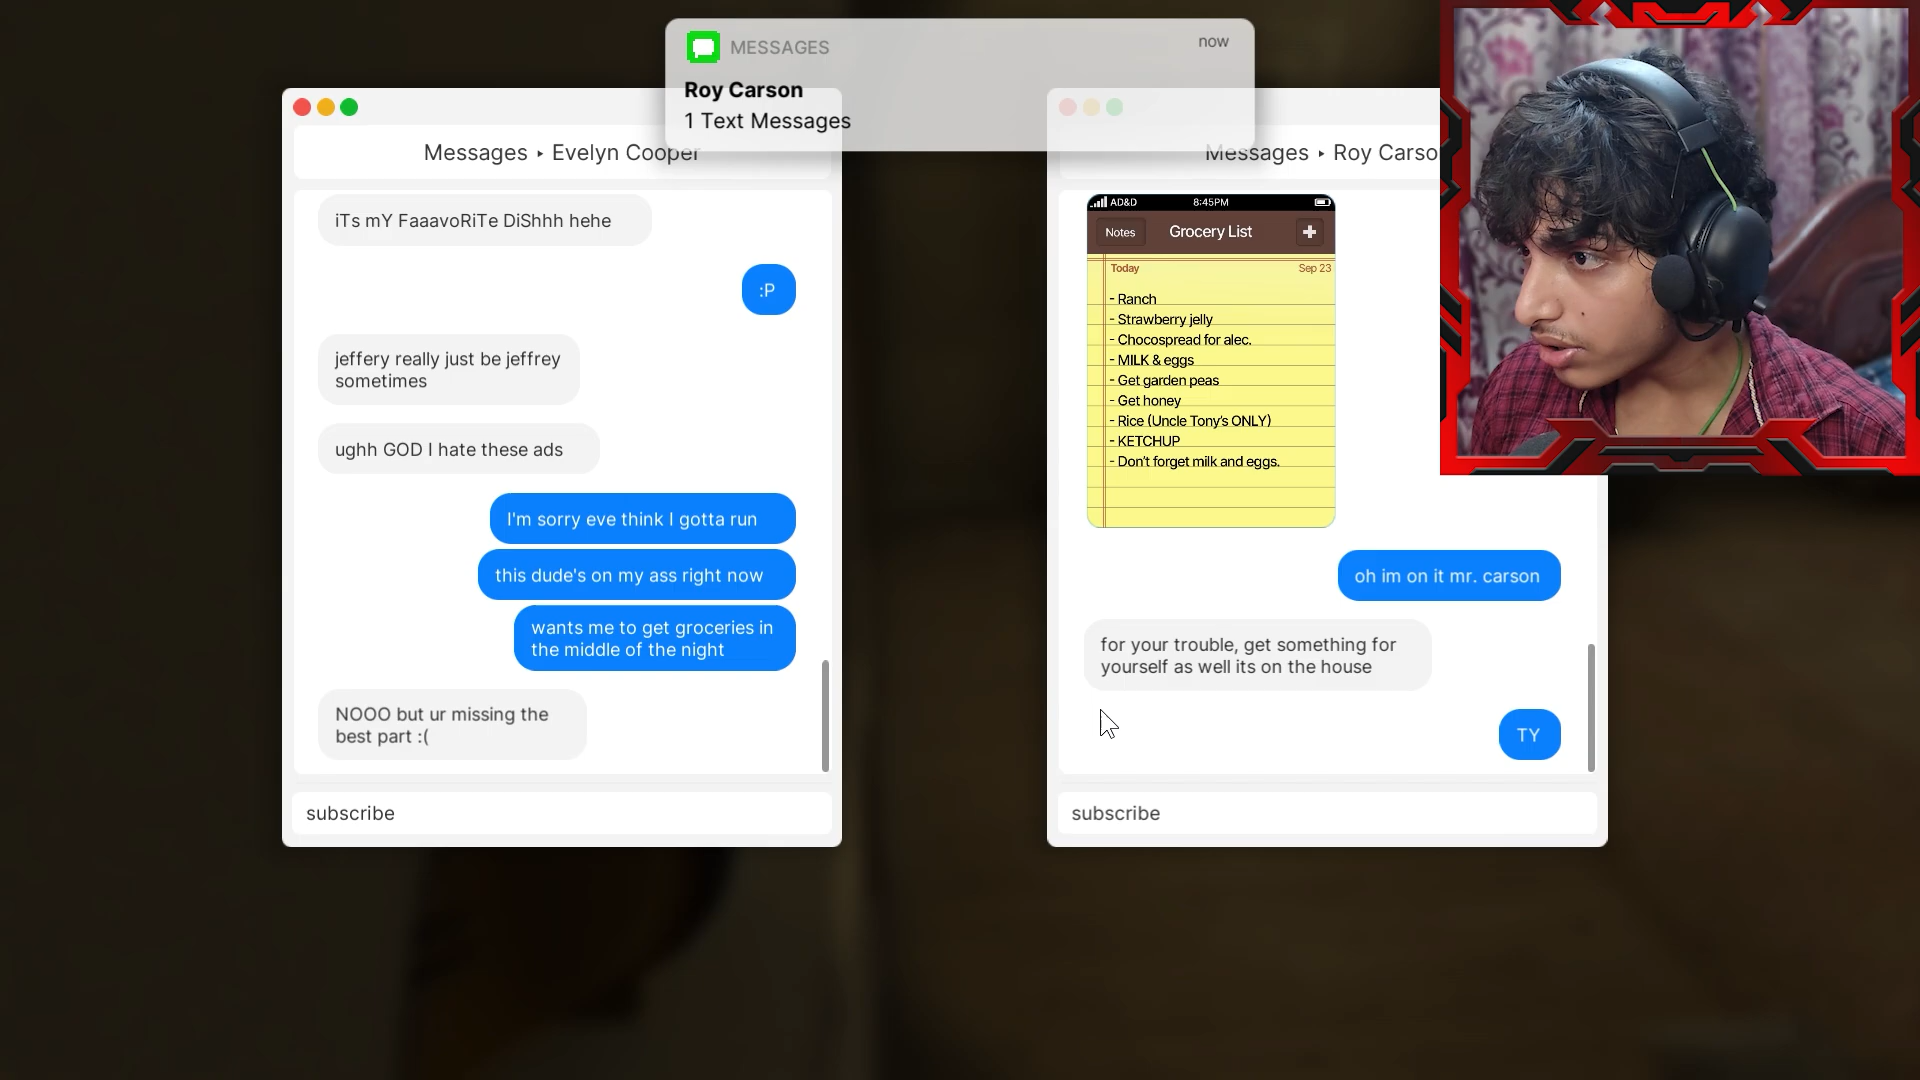 MESSAGES
now
Roy Carson
1 Text Messages
Messages ‣ Evelyn Cooper
iTs mY FaaavoRiTe DiShhh hehe
:P
jeffery really just be jeffrey
sometimes
ughh GOD I hate these ads
I'm sorry eve think I gotta run
this dude's on my ass right now
wants me to get groceries in
the middle of the night
NOOO but ur missing the
best part :(
subscribe
Messages ‣ Roy Carso
AD&D
8:45PM
Notes
Grocery List
Today
Sep 23
- Ranch
- Strawberry jelly
- Chocospread for alec.
- MILK & eggs
- Get garden peas
- Get honey
- Rice (Uncle Tony's ONLY)
- KETCHUP
- Don't forget milk and eggs.
oh im on it mr. carson
for your trouble, get something for
yourself as well its on the house
TY
subscribe